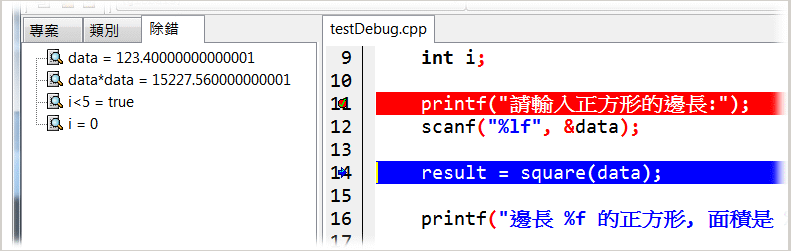 專案 類別 除錯
data = 123.40000000000001
data*data = 15227.560000000001
i<5 = true
i = 0
testDebug.cpp
9 int i;
10
11 printf("請輸入正方形的邊長:");
12 scanf("%lf", &data);
13
14 result = square(data);
15
16 printf("邊長 %f 的正方形, 面積是
17